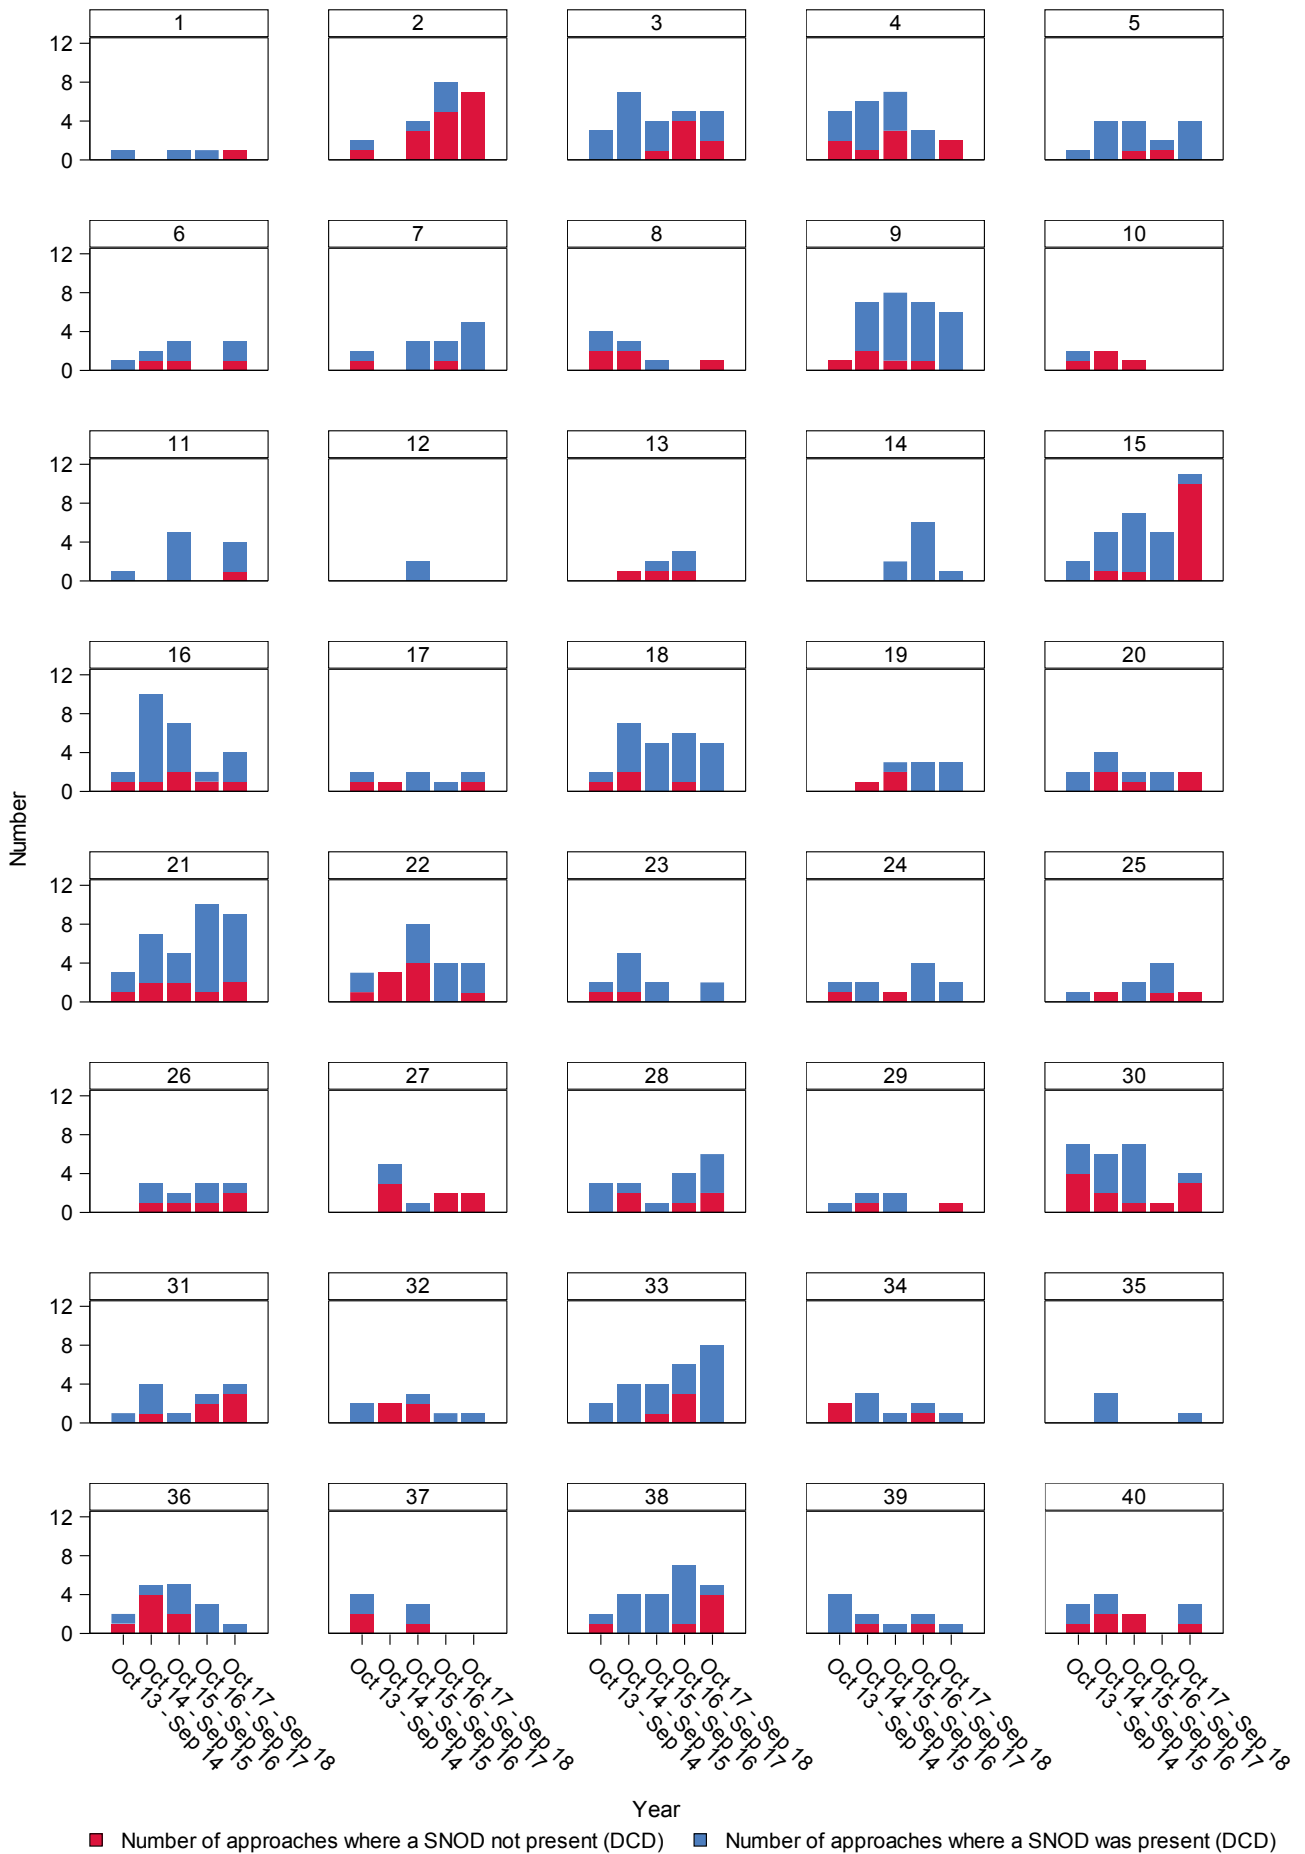 1 2 3 4 5
12
8
4
0
6 7 8 9 10
12
8
4
0
11 12 13 14 15
12
8
4
0
16 17 18 19 20
12
8
4
0
Number
21 22 23 24 25
12
8
4
0
26 27 28 29 30
12
8
4
0
31 32 33 34 35
12
8
4
0
36 37 38 39 40
12
8
4
0
Oct 13 - Sep 14
Oct 14 - Sep 15
Oct 15 - Sep 16
Oct 16 - Sep 17
Oct 17 - Sep 18
Oct 13 - Sep 14
Oct 14 - Sep 15
Oct 15 - Sep 16
Oct 16 - Sep 17
Oct 17 - Sep 18
Oct 13 - Sep 14
Oct 14 - Sep 15
Oct 15 - Sep 16
Oct 16 - Sep 17
Oct 17 - Sep 18
Oct 13 - Sep 14
Oct 14 - Sep 15
Oct 15 - Sep 16
Oct 16 - Sep 17
Oct 17 - Sep 18
Oct 13 - Sep 14
Oct 14 - Sep 15
Oct 15 - Sep 16
Oct 16 - Sep 17
Oct 17 - Sep 18
Year
Number of approaches where a SNOD not present (DCD) Number of approaches where a SNOD was present (DCD)